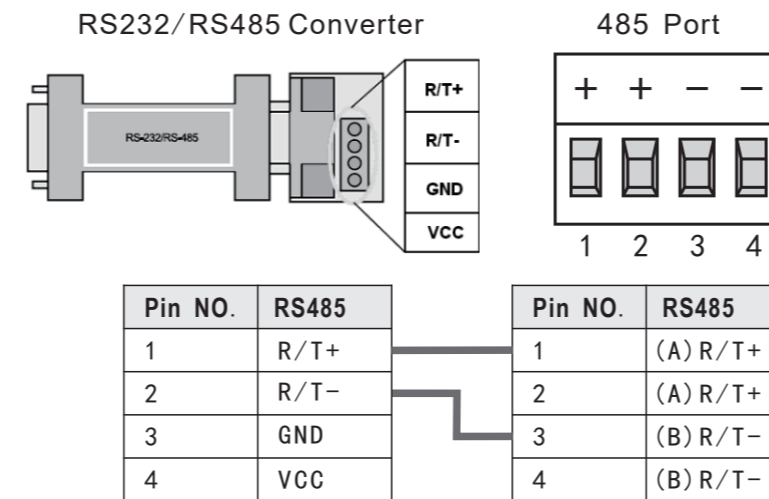 RS232/RS485 Converter
485 Port
R/T+
R/T-
GND
VCC
RS-232/RS-485
+ + − −
1 2 3 4
Pin NO. RS485
1 R/T+
2 R/T−
3 GND
4 VCC
Pin NO. RS485
1 (A)R/T+
2 (A)R/T+
3 (B)R/T−
4 (B)R/T−